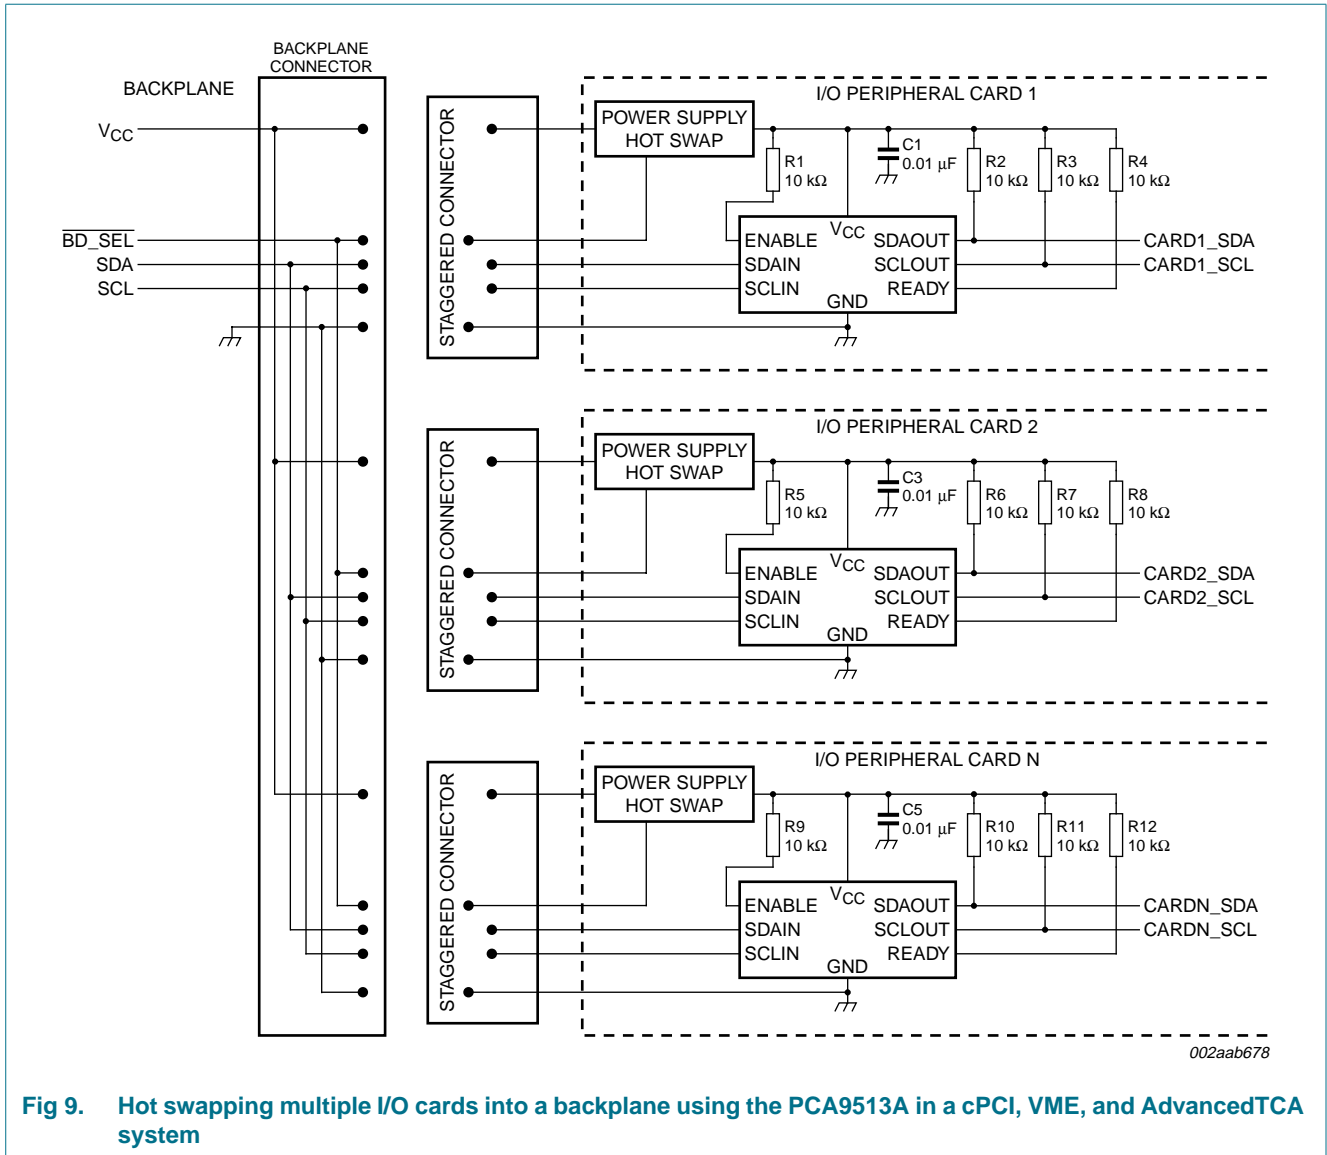 BACKPLANE
CONNECTOR
BACKPLANE
VCC
BD_SEL
SDA
SCL
STAGGERED CONNECTOR
I/O PERIPHERAL CARD 1
POWER SUPPLY
HOT SWAP
R1
10 kΩ
C1
0.01 μF
R2
10 kΩ
R3
10 kΩ
R4
10 kΩ
VCC
ENABLE
SDAIN
SCLIN
SDAOUT
SCLOUT
READY
GND
CARD1_SDA
CARD1_SCL
STAGGERED CONNECTOR
I/O PERIPHERAL CARD 2
POWER SUPPLY
HOT SWAP
R5
10 kΩ
C3
0.01 μF
R6
10 kΩ
R7
10 kΩ
R8
10 kΩ
VCC
ENABLE
SDAIN
SCLIN
SDAOUT
SCLOUT
READY
GND
CARD2_SDA
CARD2_SCL
STAGGERED CONNECTOR
I/O PERIPHERAL CARD N
POWER SUPPLY
HOT SWAP
R9
10 kΩ
C5
0.01 μF
R10
10 kΩ
R11
10 kΩ
R12
10 kΩ
VCC
ENABLE
SDAIN
SCLIN
SDAOUT
SCLOUT
READY
GND
CARDN_SDA
CARDN_SCL
002aab678
Fig 9. Hot swapping multiple I/O cards into a backplane using the PCA9513A in a cPCI, VME, and AdvancedTCA
system